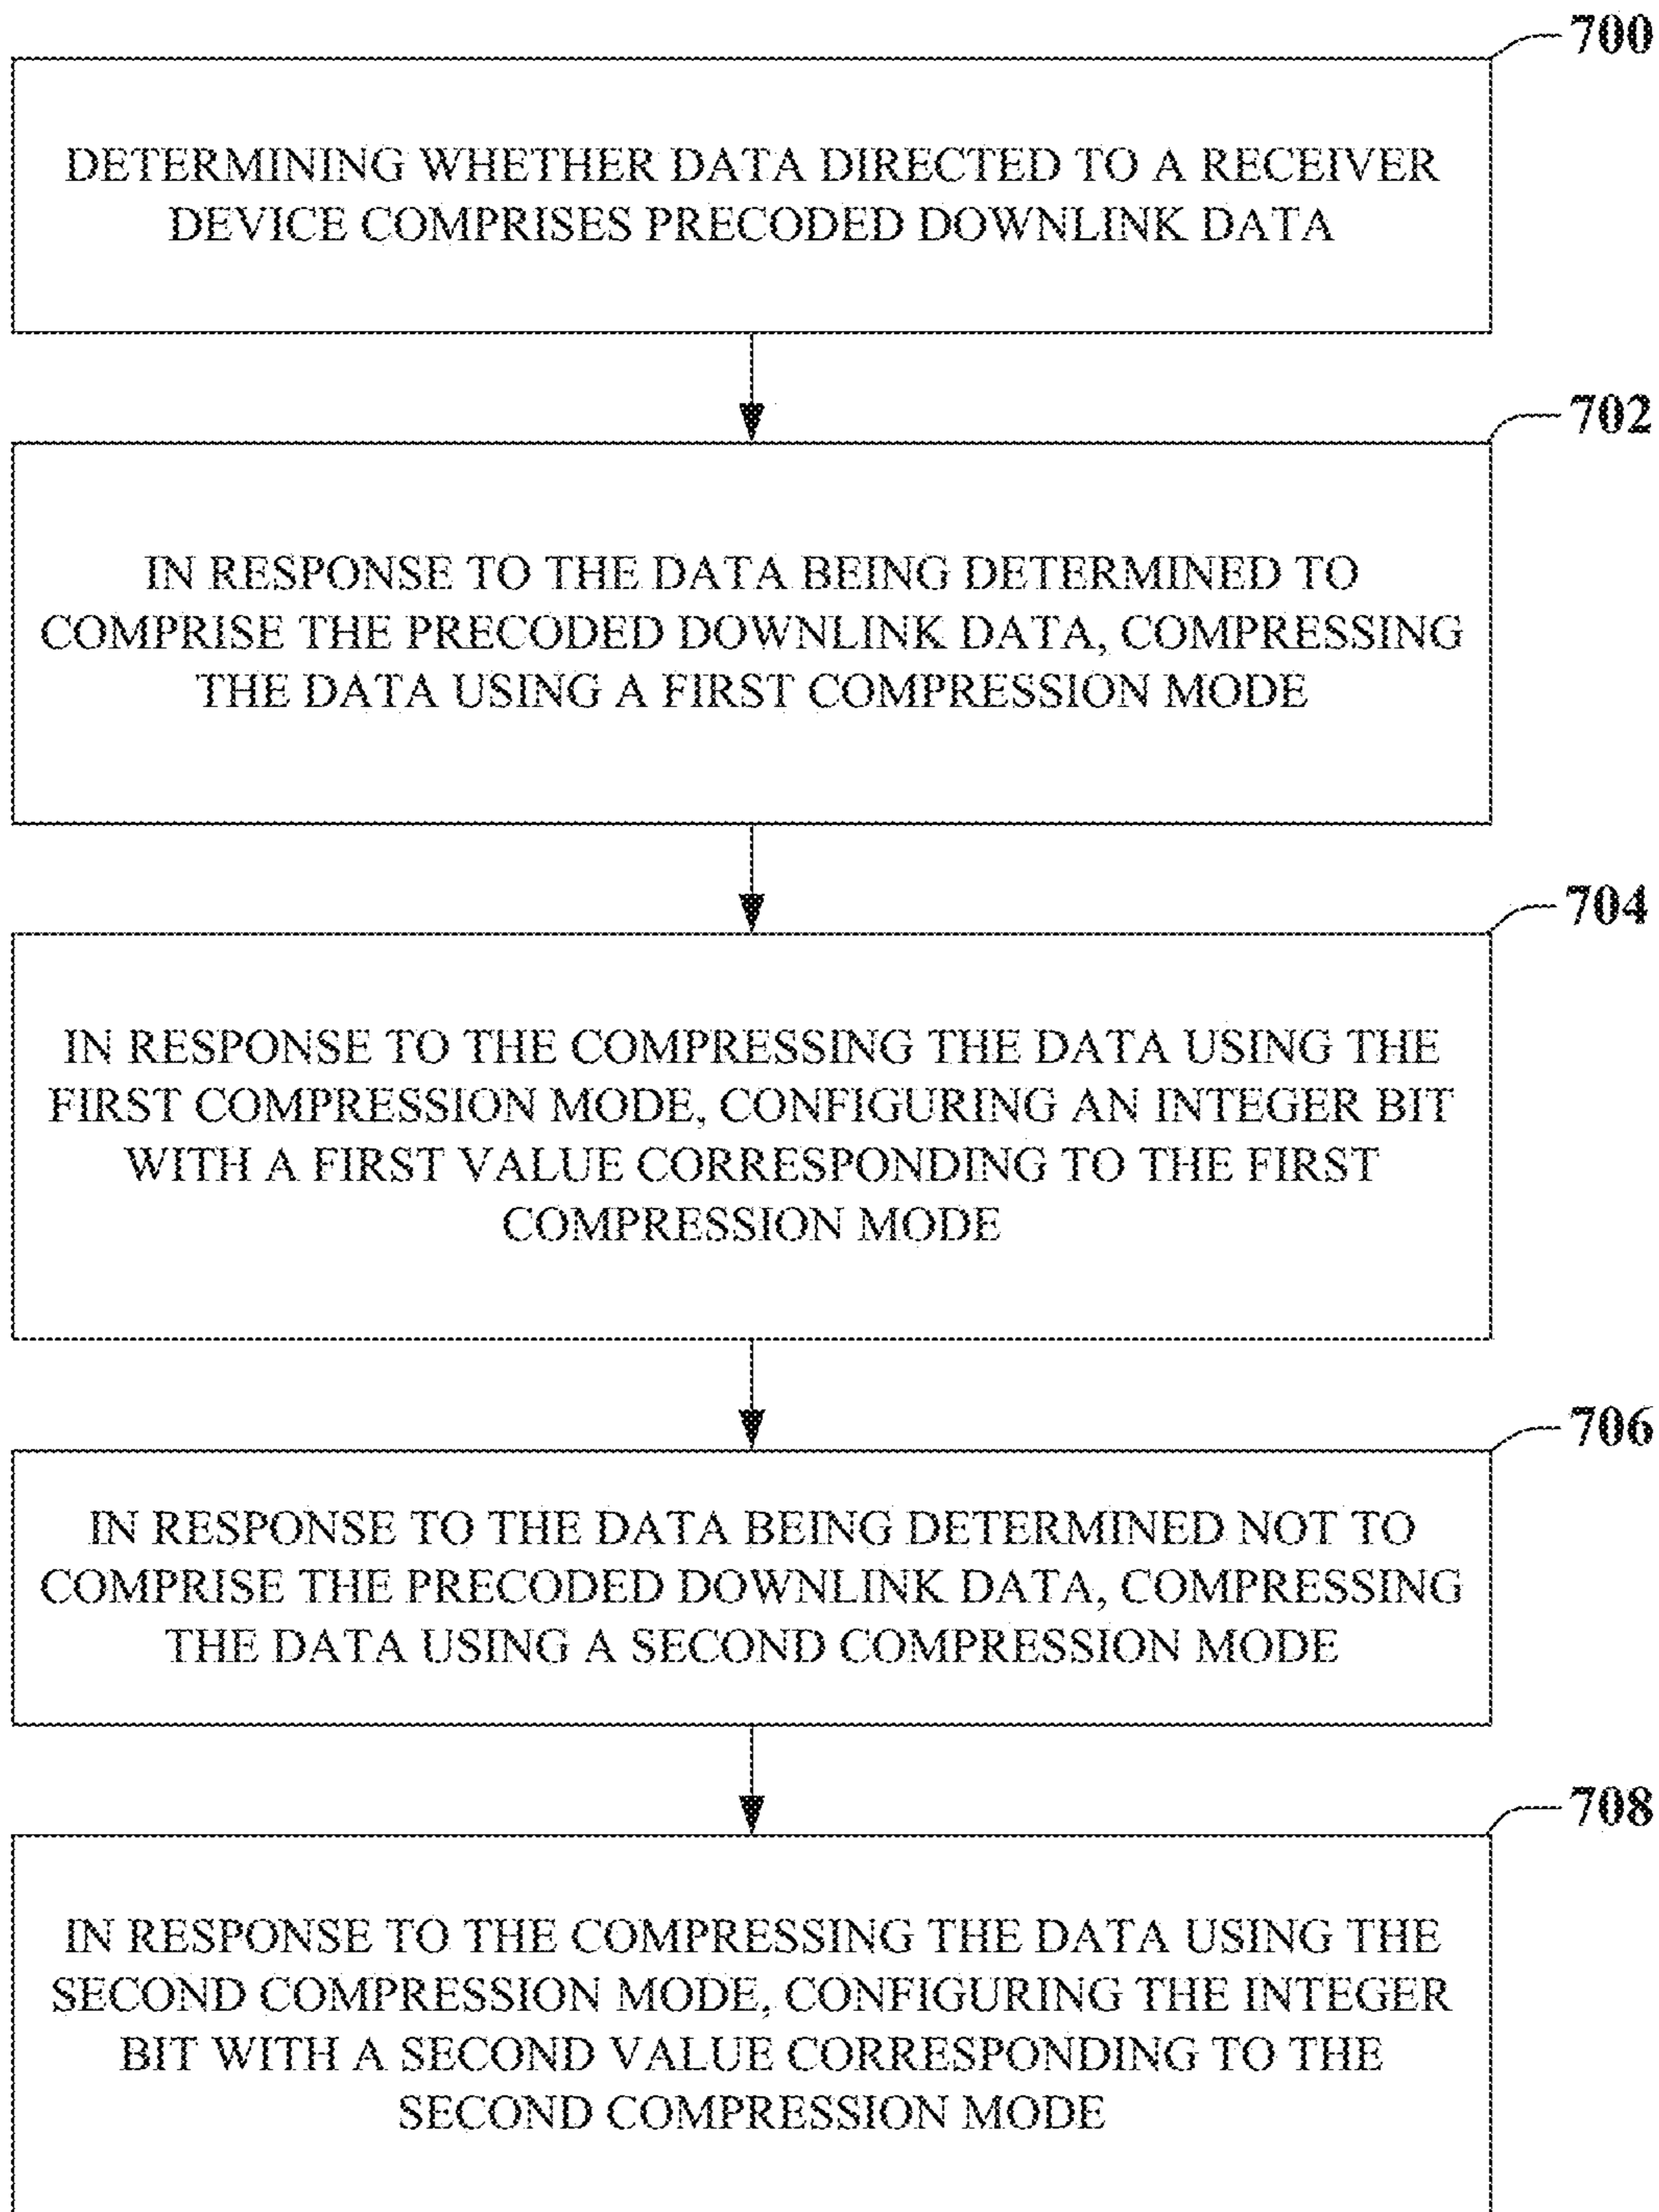 700
DETERMINING WHETHER DATA DIRECTED TO A RECEIVER
DEVICE COMPRISES PRECODED DOWNLINK DATA
702
IN RESPONSE TO THE DATA BEING DETERMINED TO
COMPRISE THE PRECODED DOWNLINK DATA, COMPRESSING
THE DATA USING A FIRST COMPRESSION MODE
704
IN RESPONSE TO THE COMPRESSING THE DATA USING THE
FIRST COMPRESSION MODE, CONFIGURING AN INTEGER BIT
WITH A FIRST VALUE CORRESPONDING TO THE FIRST
COMPRESSION MODE
706
IN RESPONSE TO THE DATA BEING DETERMINED NOT TO
COMPRISE THE PRECODED DOWNLINK DATA, COMPRESSING
THE DATA USING A SECOND COMPRESSION MODE
708
IN RESPONSE TO THE COMPRESSING THE DATA USING THE
SECOND COMPRESSION MODE, CONFIGURING THE INTEGER
BIT WITH A SECOND VALUE CORRESPONDING TO THE
SECOND COMPRESSION MODE